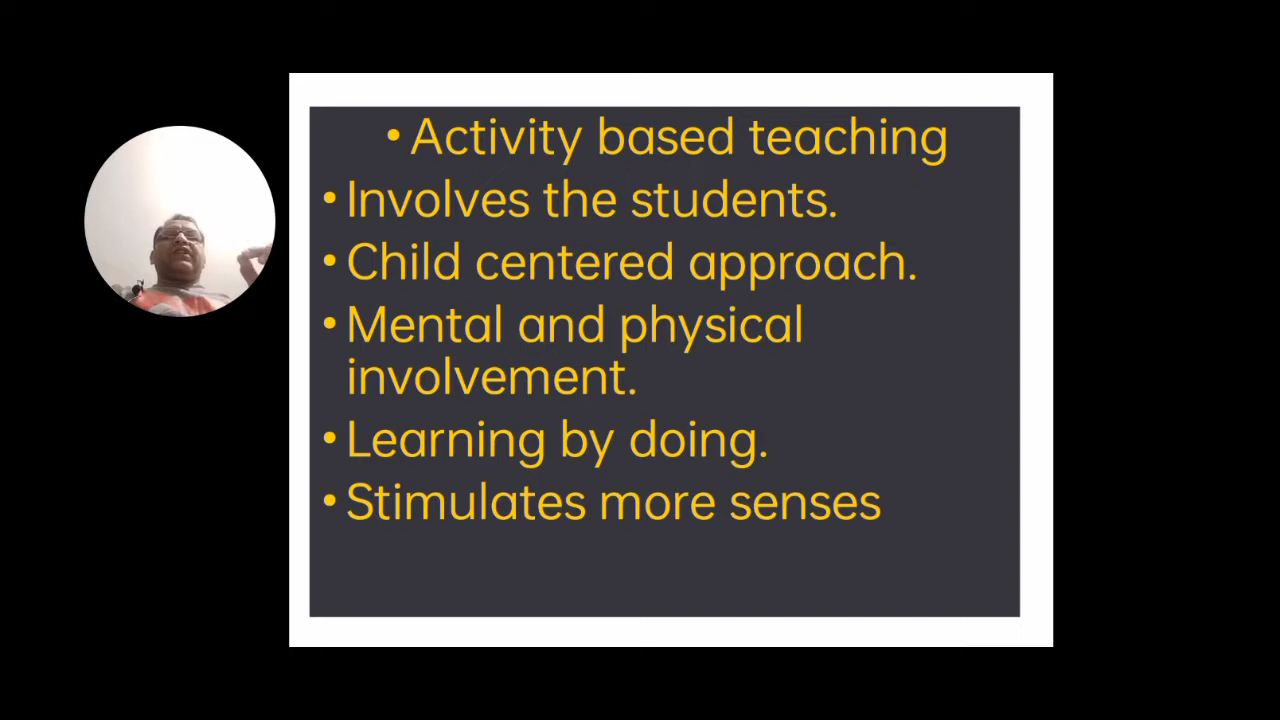 • Activity based teaching
• Involves the students.
• Child centered approach.
• Mental and physical
involvement.
• Learning by doing.
• Stimulates more senses